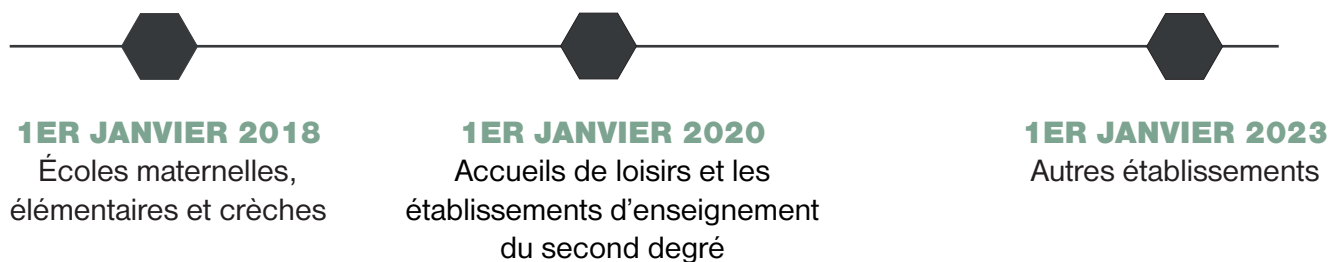 1ER JANVIER 2018
Écoles maternelles,
élémentaires et crèches
1ER JANVIER 2020
Accueils de loisirs et les
établissements d’enseignement
du second degré
1ER JANVIER 2023
Autres établissements